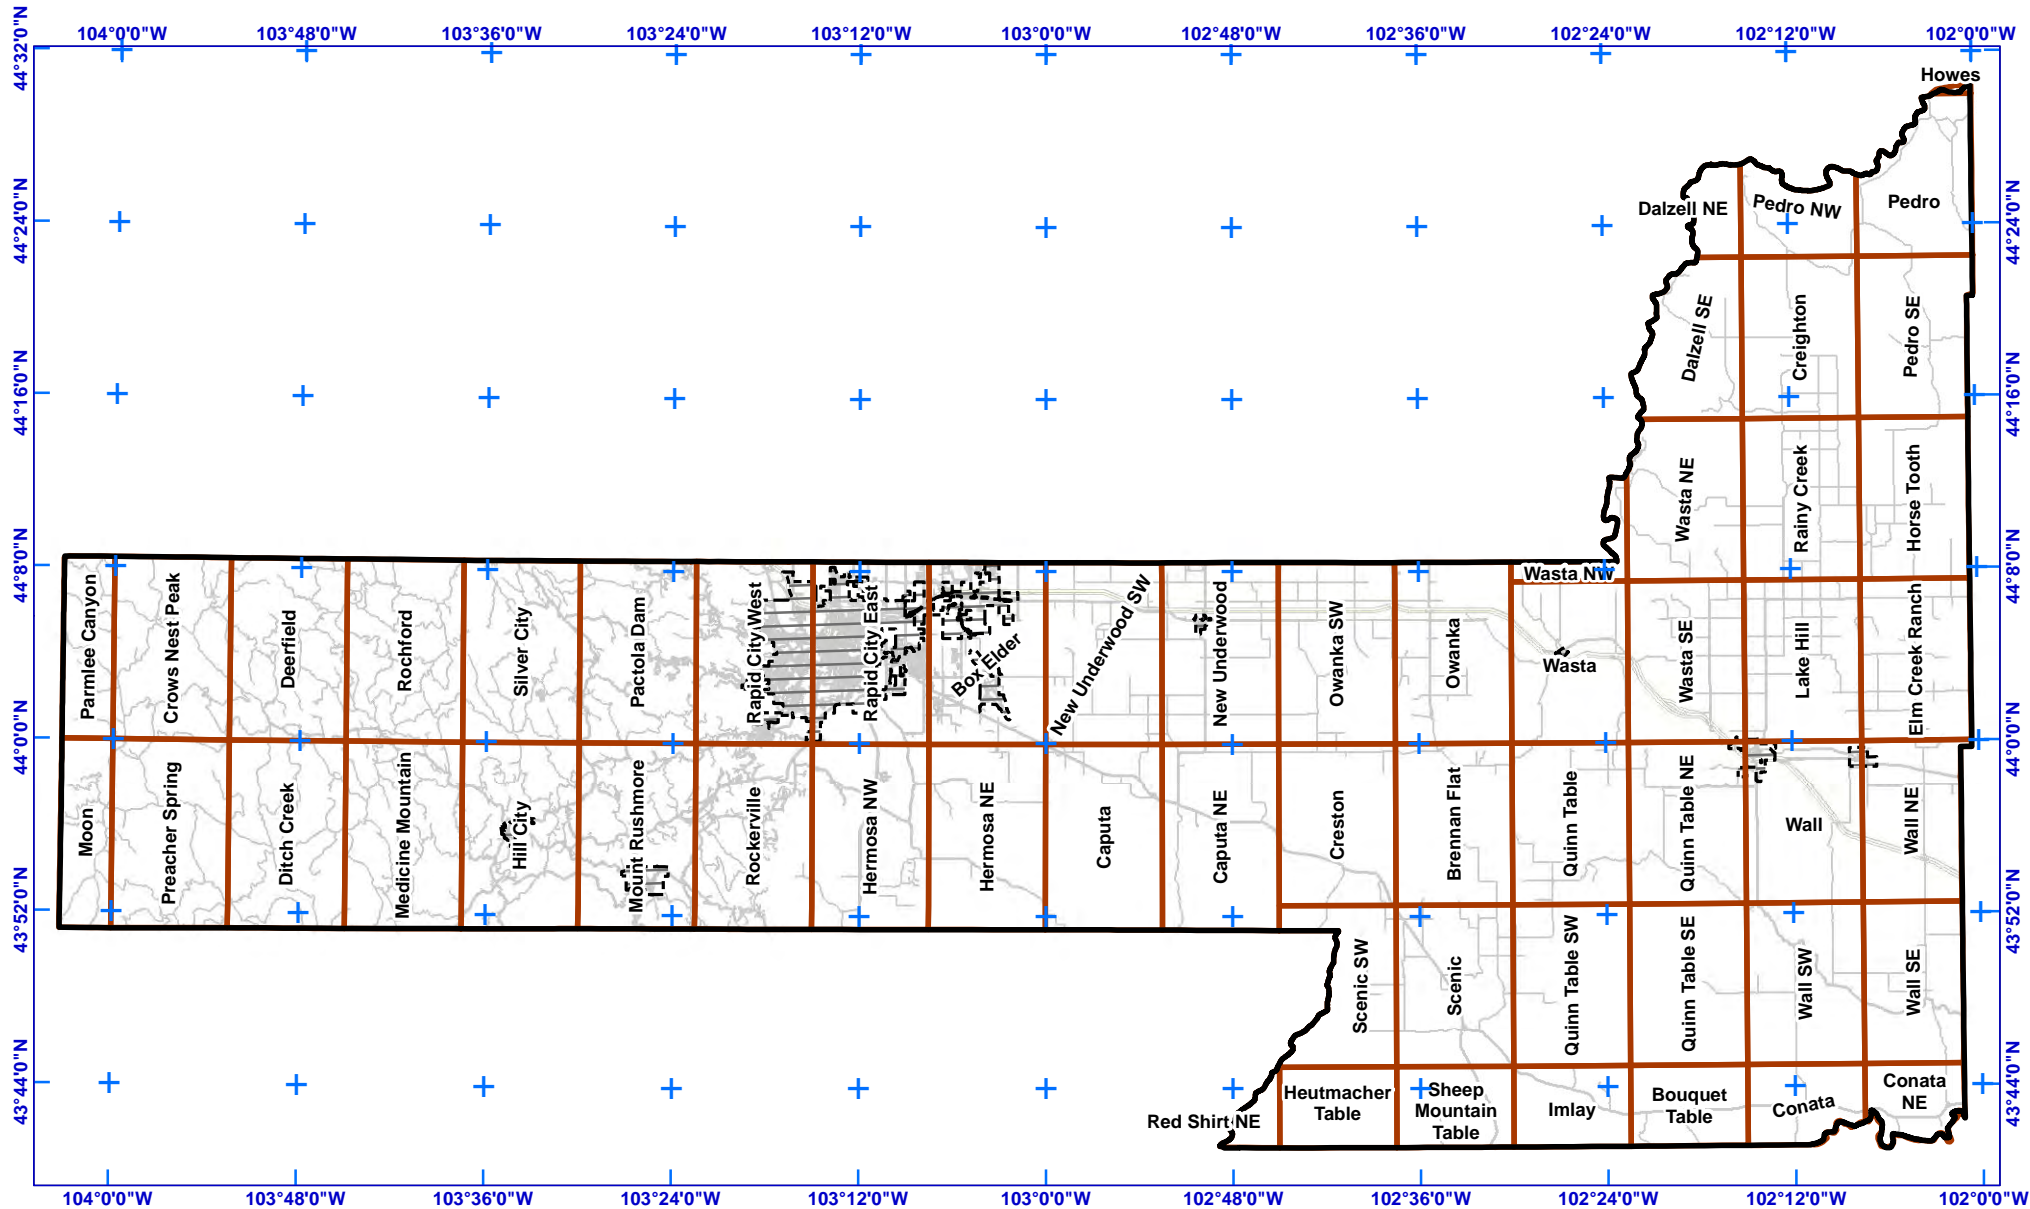 104°0'0"W
103°48'0"W
103°36'0"W
103°24'0"W
103°12'0"W
103°0'0"W
102°48'0"W
102°36'0"W
102°24'0"W
102°12'0"W
102°0'0"W
44°32'0"N
44°24'0"N
44°16'0"N
44°8'0"N
44°0'0"N
43°52'0"N
43°44'0"N
44°24'0"N
44°16'0"N
44°8'0"N
44°0'0"N
43°52'0"N
43°44'0"N
Howes
Dalzell NE
Pedro NW
Pedro
Dalzell SE
Creighton
Pedro SE
Wasta NE
Rainy Creek
Horse Tooth
Wasta NW
Parmlee Canyon
Crows Nest Peak
Deerfield
Rochford
Silver City
Pactola Dam
Rapid City West
Rapid City East
Box Elder
New Underwood SW
New Underwood
Owanka SW
Owanka
Wasta
Wasta SE
Lake Hill
Elm Creek Ranch
Moon
Preacher Spring
Ditch Creek
Medicine Mountain
Hill City
Mount Rushmore
Rockerville
Hermosa NW
Hermosa NE
Caputa
Caputa NE
Creston
Brennan Flat
Quinn Table
Quinn Table NE
Wall
Wall NE
Scenic SW
Scenic
Quinn Table SW
Quinn Table SE
Wall SW
Wall SE
Red Shirt NE
Heutmacher
Table
Sheep
Mountain
Table
Imlay
Bouquet
Table
Conata
Conata
NE
104°0'0"W
103°48'0"W
103°36'0"W
103°24'0"W
103°12'0"W
103°0'0"W
102°48'0"W
102°36'0"W
102°24'0"W
102°12'0"W
102°0'0"W